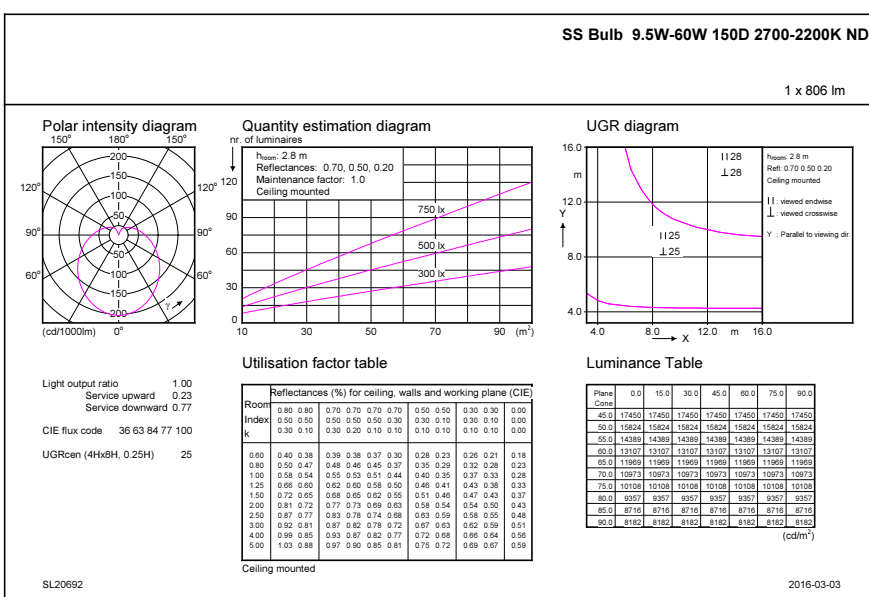 SS Bulb 9.5W-60W 150D 2700-2200K ND
1 x 806 lm
Polar intensity diagram
150° 180° 150°
120° 120°
90° 90°
60° 60°
200
150
100
50
50
100
150
200
γ
(cd/1000lm) 0°
Quantity estimation diagram
nr. of luminaires
hroom: 2.8 m
Reflectances: 0.70, 0.50, 0.20
Maintenance factor: 1.0
Ceiling mounted
120
90
60
30
0
750 lx
500 lx
300 lx
10 30 50 70 90 (m²)
UGR diagram
16.0
m
12.0
Y
8.0
4.0
II 28
⊥ 28
II 25
⊥ 25
4.0 8.0 12.0 m 16.0
X
hroom: 2.8 m
Refl: 0.70 0.50 0.20
Ceiling mounted
II : viewed endwise
⊥ : viewed crosswise
Y : Parallel to viewing dir.
Light output ratio 1.00
Service upward 0.23
Service downward 0.77
CIE flux code 36 63 84 77 100
UGRcen (4Hx8H, 0.25H) 25
Utilisation factor table
Room Index k
Reflectances (%) for ceiling, walls and working plane (CIE)
0.80 0.80 0.70 0.70 0.70 0.70 0.50 0.50 0.30 0.30 0.00
0.50 0.50 0.50 0.50 0.50 0.30 0.30 0.10 0.30 0.10 0.00
0.30 0.10 0.30 0.20 0.10 0.10 0.10 0.10 0.10 0.10 0.00
0.60 0.40 0.38 0.39 0.38 0.37 0.30 0.28 0.23 0.26 0.21 0.18
0.80 0.50 0.47 0.48 0.46 0.45 0.37 0.35 0.29 0.32 0.28 0.23
1.00 0.58 0.54 0.55 0.53 0.51 0.44 0.40 0.35 0.37 0.33 0.28
1.25 0.66 0.60 0.62 0.60 0.58 0.50 0.46 0.41 0.43 0.38 0.33
1.50 0.72 0.65 0.68 0.65 0.62 0.55 0.51 0.46 0.47 0.43 0.37
2.00 0.81 0.72 0.77 0.73 0.69 0.63 0.58 0.54 0.54 0.50 0.43
2.50 0.87 0.77 0.83 0.78 0.74 0.68 0.63 0.59 0.58 0.55 0.48
3.00 0.92 0.81 0.87 0.82 0.78 0.72 0.67 0.63 0.62 0.59 0.51
4.00 0.99 0.85 0.93 0.87 0.82 0.77 0.72 0.68 0.66 0.64 0.56
5.00 1.03 0.88 0.97 0.90 0.85 0.81 0.75 0.72 0.69 0.67 0.59
Ceiling mounted
Luminance Table
Plane 0.0 15.0 30.0 45.0 60.0 75.0 90.0
Cone
45.0 17450 17450 17450 17450 17450 17450 17450
50.0 15824 15824 15824 15824 15824 15824 15824
55.0 14389 14389 14389 14389 14389 14389 14389
60.0 13107 13107 13107 13107 13107 13107 13107
65.0 11969 11969 11969 11969 11969 11969 11969
70.0 10973 10973 10973 10973 10973 10973 10973
75.0 10108 10108 10108 10108 10108 10108 10108
80.0 9357 9357 9357 9357 9357 9357 9357
85.0 8716 8716 8716 8716 8716 8716 8716
90.0 8182 8182 8182 8182 8182 8182 8182
(cd/m²)
SL20692
2016-03-03